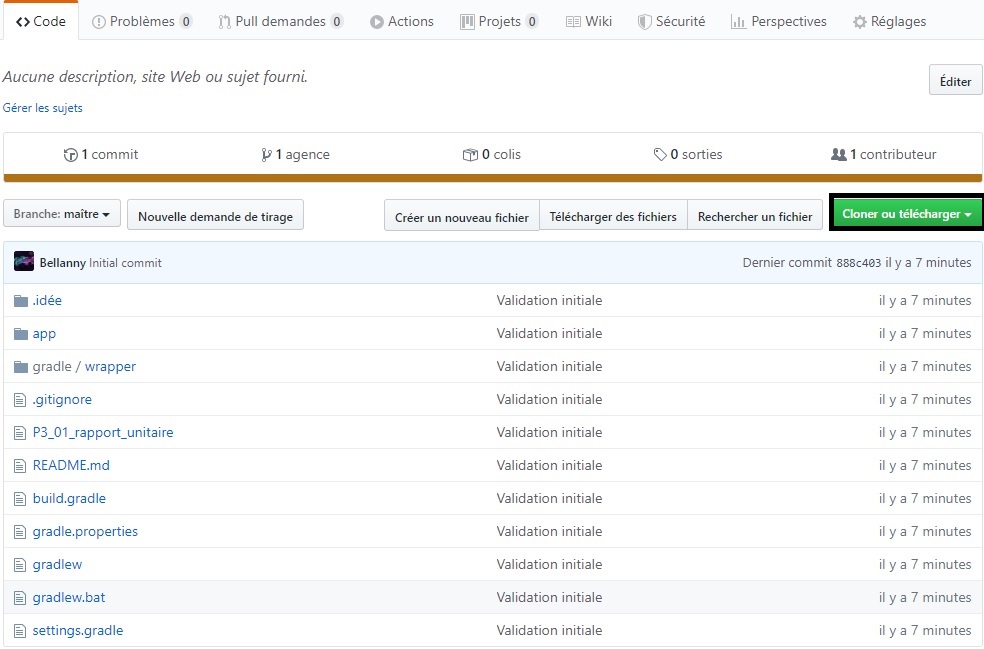 Code Problèmes 0 Pull demandes 0 Actions Projets 0 Wiki Sécurité Perspectives Réglages
Aucune description, site Web ou sujet fourni. Éditer
Gérer les sujets
1 commit 1 agence 0 colis 0 sorties 1 contributeur
Branche: maître Nouvelle demande de tirage Créer un nouveau fichier Télécharger des fichiers Rechercher un fichier Cloner ou télécharger
Bellanny Initial commit Dernier commit 888c403 il y a 7 minutes
.idée Validation initiale il y a 7 minutes
app Validation initiale il y a 7 minutes
gradle / wrapper Validation initiale il y a 7 minutes
.gitignore Validation initiale il y a 7 minutes
P3_01_rapport_unitaire Validation initiale il y a 7 minutes
README.md Validation initiale il y a 7 minutes
build.gradle Validation initiale il y a 7 minutes
gradle.properties Validation initiale il y a 7 minutes
gradlew Validation initiale il y a 7 minutes
gradlew.bat Validation initiale il y a 7 minutes
settings.gradle Validation initiale il y a 7 minutes